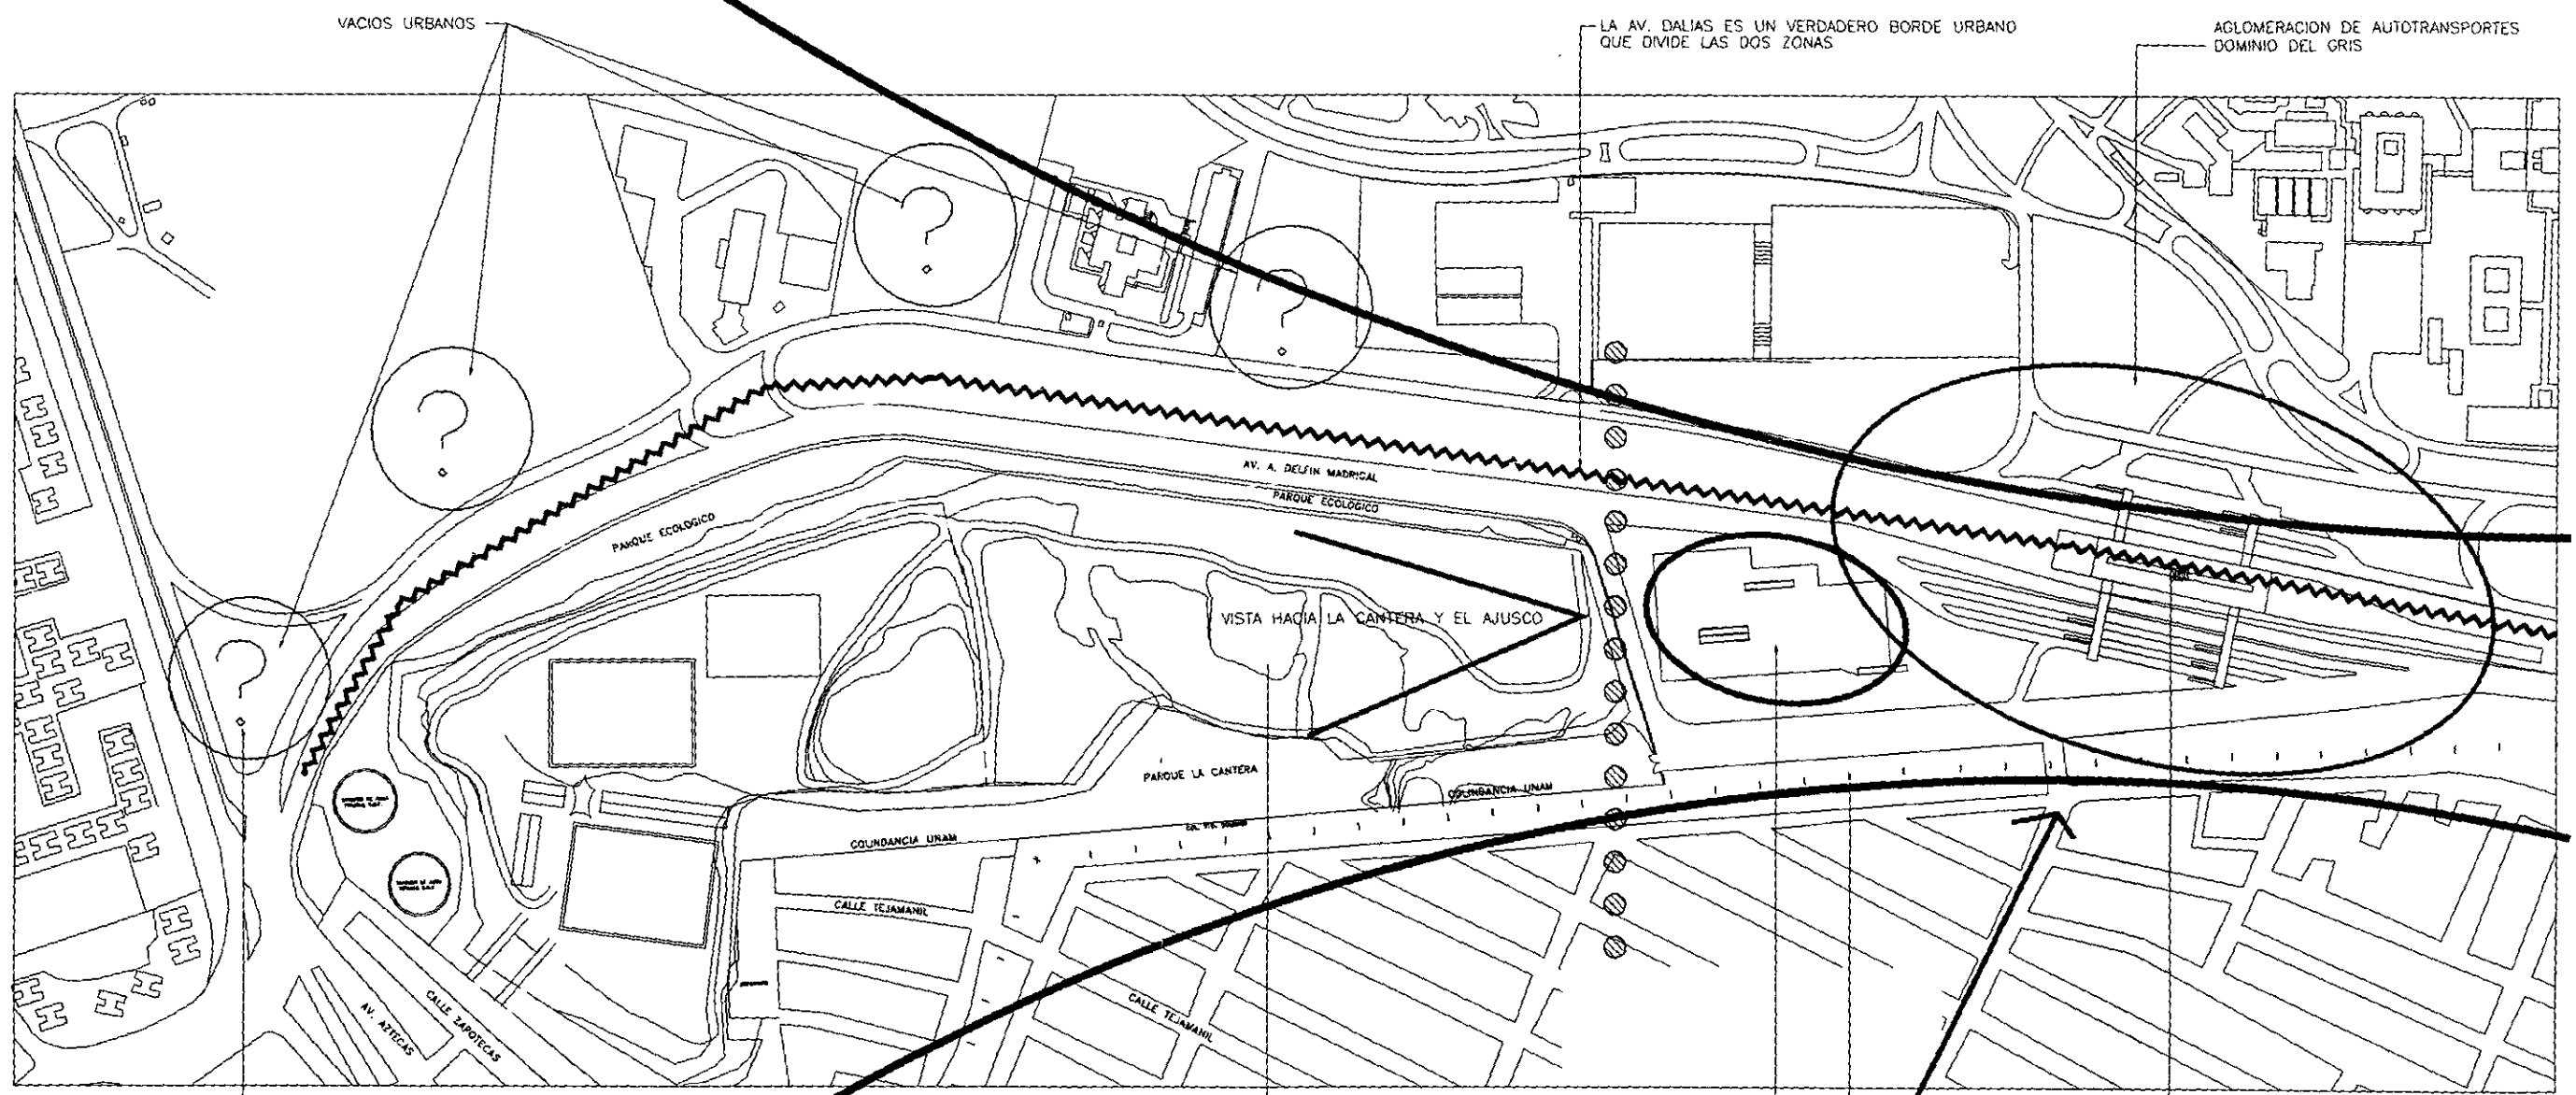 VACIOS URBANOS
LA AV. DALIAS ES UN VERDADERO BORDE URBANO
QUE DIVIDE LAS DOS ZONAS
AGLOMERACION DE AUTOTRANSPORTES
DOMINIO DEL GRIS
?
?
?
?
AV. A. DELFIN MADRIGAL
PARQUE ECOLOGICO
PARQUE ECOLOGICO
VISTA HACIA LA CANTERA Y EL AJUSCO
PARQUE LA CANTERA
COLINDANCIA UNAM
COLINDANCIA UNAM
CALLE TEJAMANIL
CALLE TEJAMANIL
CALLE ZAPOTECAS
AV. AZTECAS